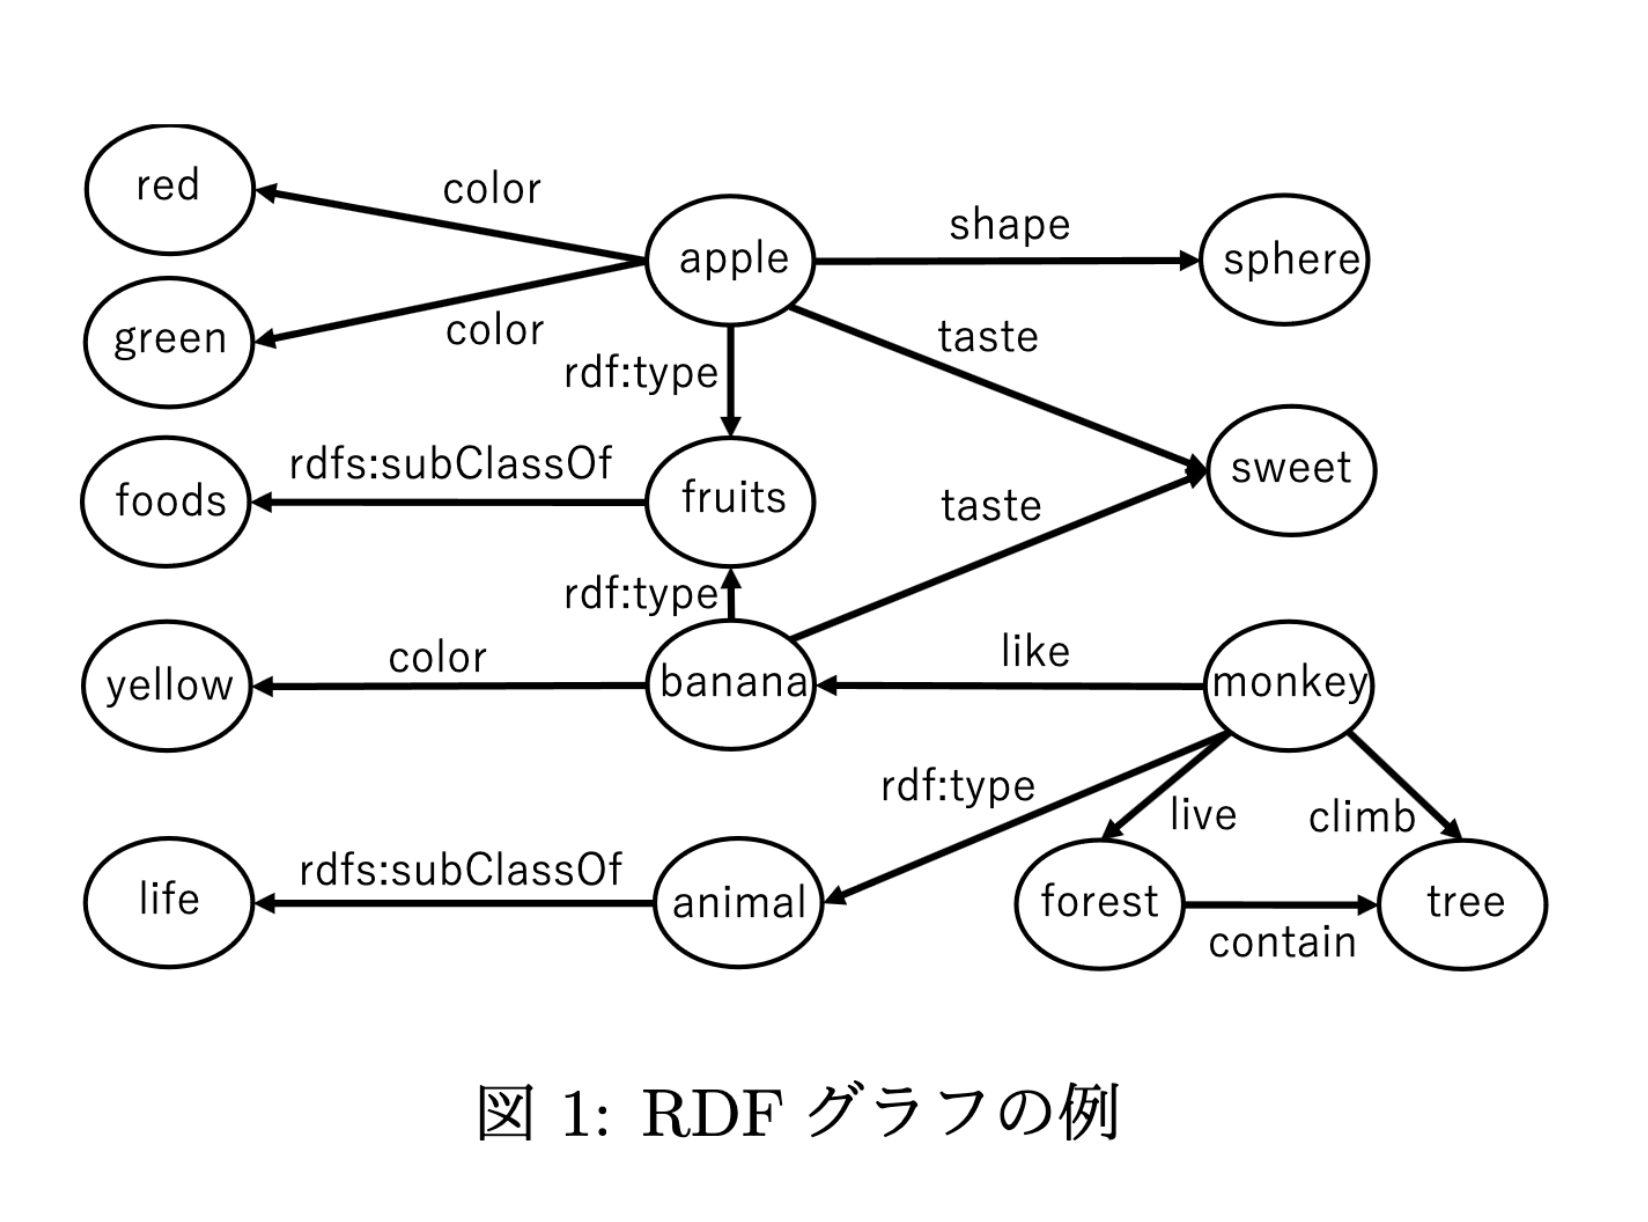 red
color
apple
shape
sphere
green
color
taste
rdf:type
foods
rdfs:subClassOf
fruits
sweet
taste
rdf:type
yellow
color
banana
like
monkey
rdf:type
live
climb
life
rdfs:subClassOf
animal
forest
contain
tree
図 1: RDF グラフの例